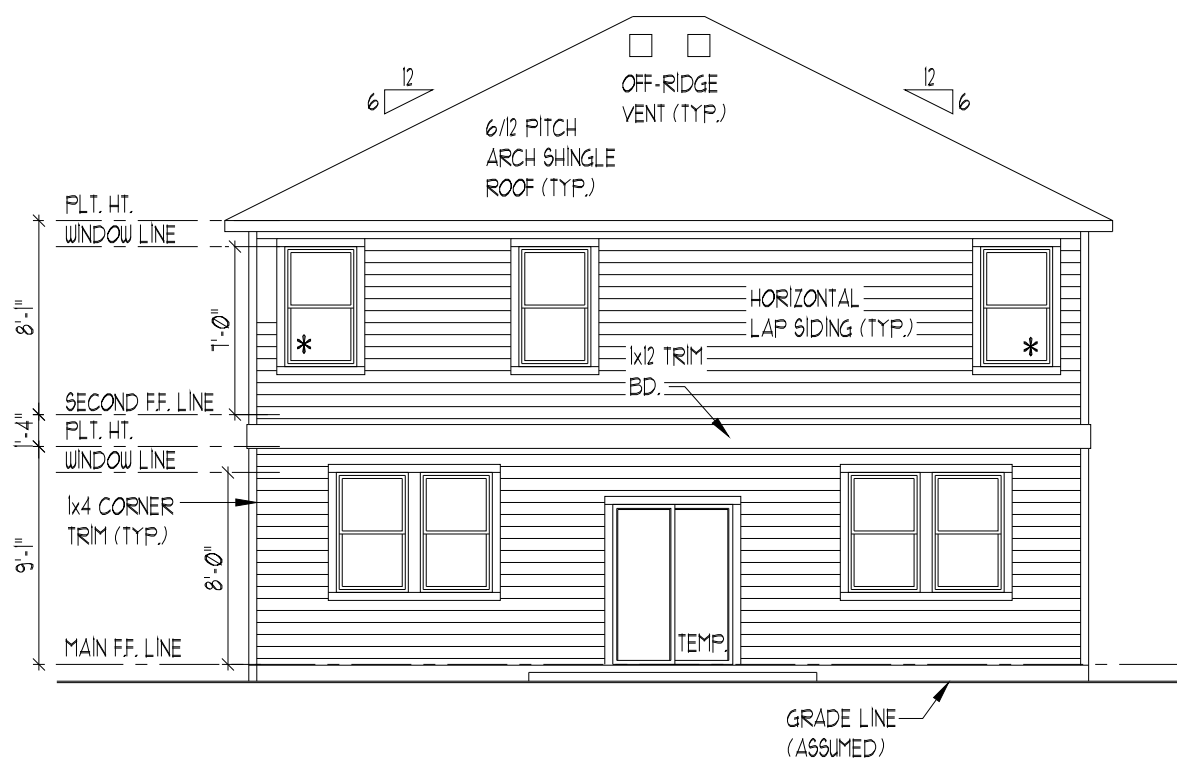 12
6
OFF-RIDGE
VENT (TYP.)
12
6
6/12 PITCH
ARCH SHINGLE
ROOF (TYP.)
PLT. HT.
WINDOW LINE
8'-1"
7'-0"
*
*
HORIZONTAL
LAP SIDING (TYP.)
1x12 TRIM
BD.
SECOND F.F. LINE
1'-4"
PLT. HT.
WINDOW LINE
1x4 CORNER
TRIM (TYP.)
9'-1"
8'-0"
MAIN F.F. LINE
TEMP.
GRADE LINE
(ASSUMED)